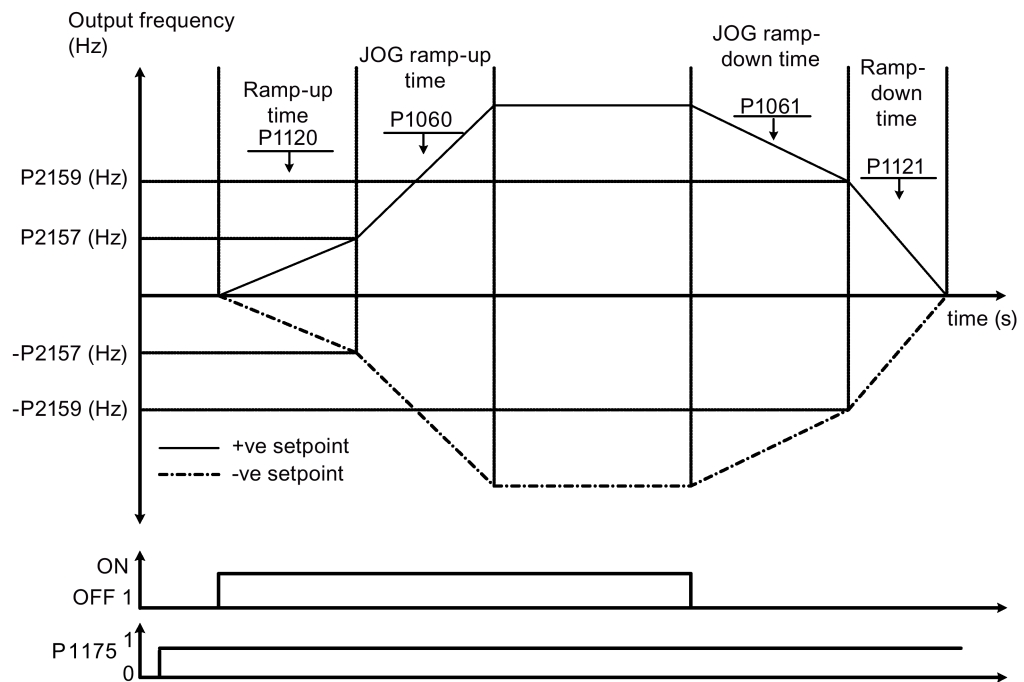 Output frequency
(Hz)
JOG ramp-up
time
JOG ramp-
down time
Ramp-up
time
P1120
P1060
P1061
Ramp-
down
time
P1121
P2159 (Hz)
P2157 (Hz)
time (s)
-P2157 (Hz)
-P2159 (Hz)
+ve setpoint
-ve setpoint
ON
OFF 1
P1175 1
0